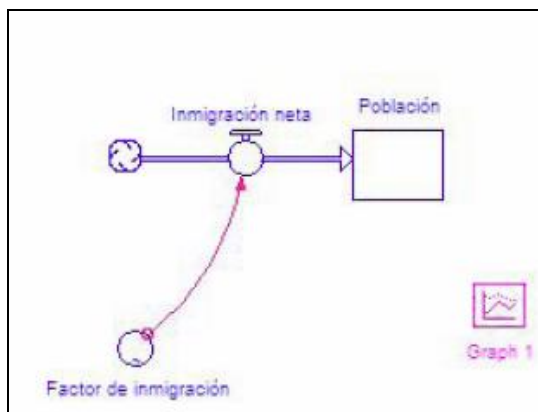 Inmigración neta
Población
Graph 1
Factor de inmigración